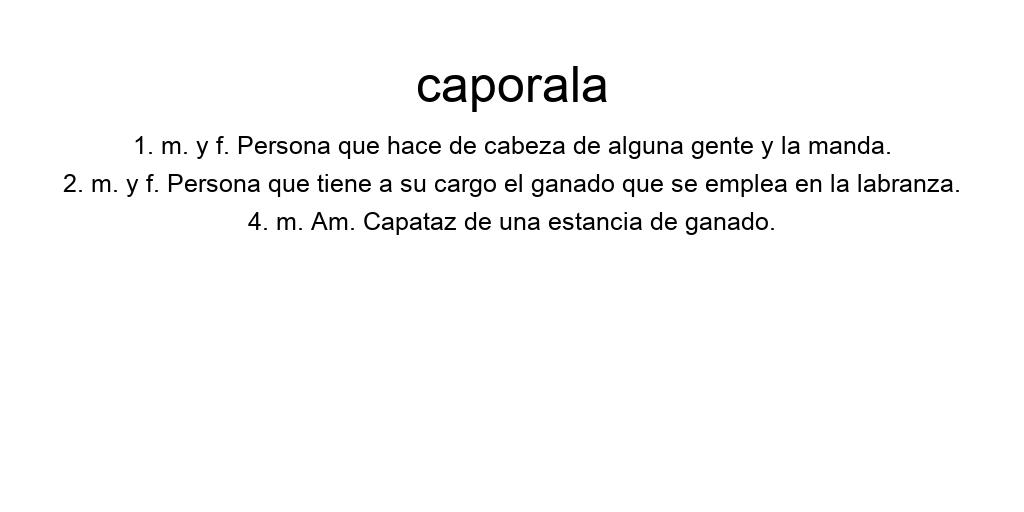 caporala
1. m. y f. Persona que hace de cabeza de alguna gente y la manda.
2. m. y f. Persona que tiene a su cargo el ganado que se emplea en la labranza.
4. m. Am. Capataz de una estancia de ganado.